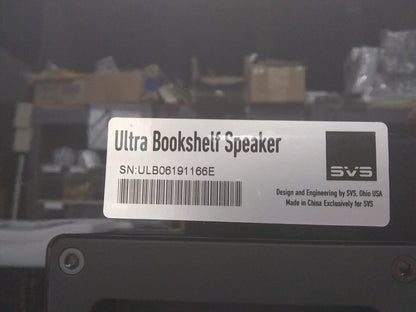 Ultra Bookshelf Speaker
SN:ULB06191166E
SVS
Design and Engineering by SVS, Ohio USA
Made in China Exclusively for SVS